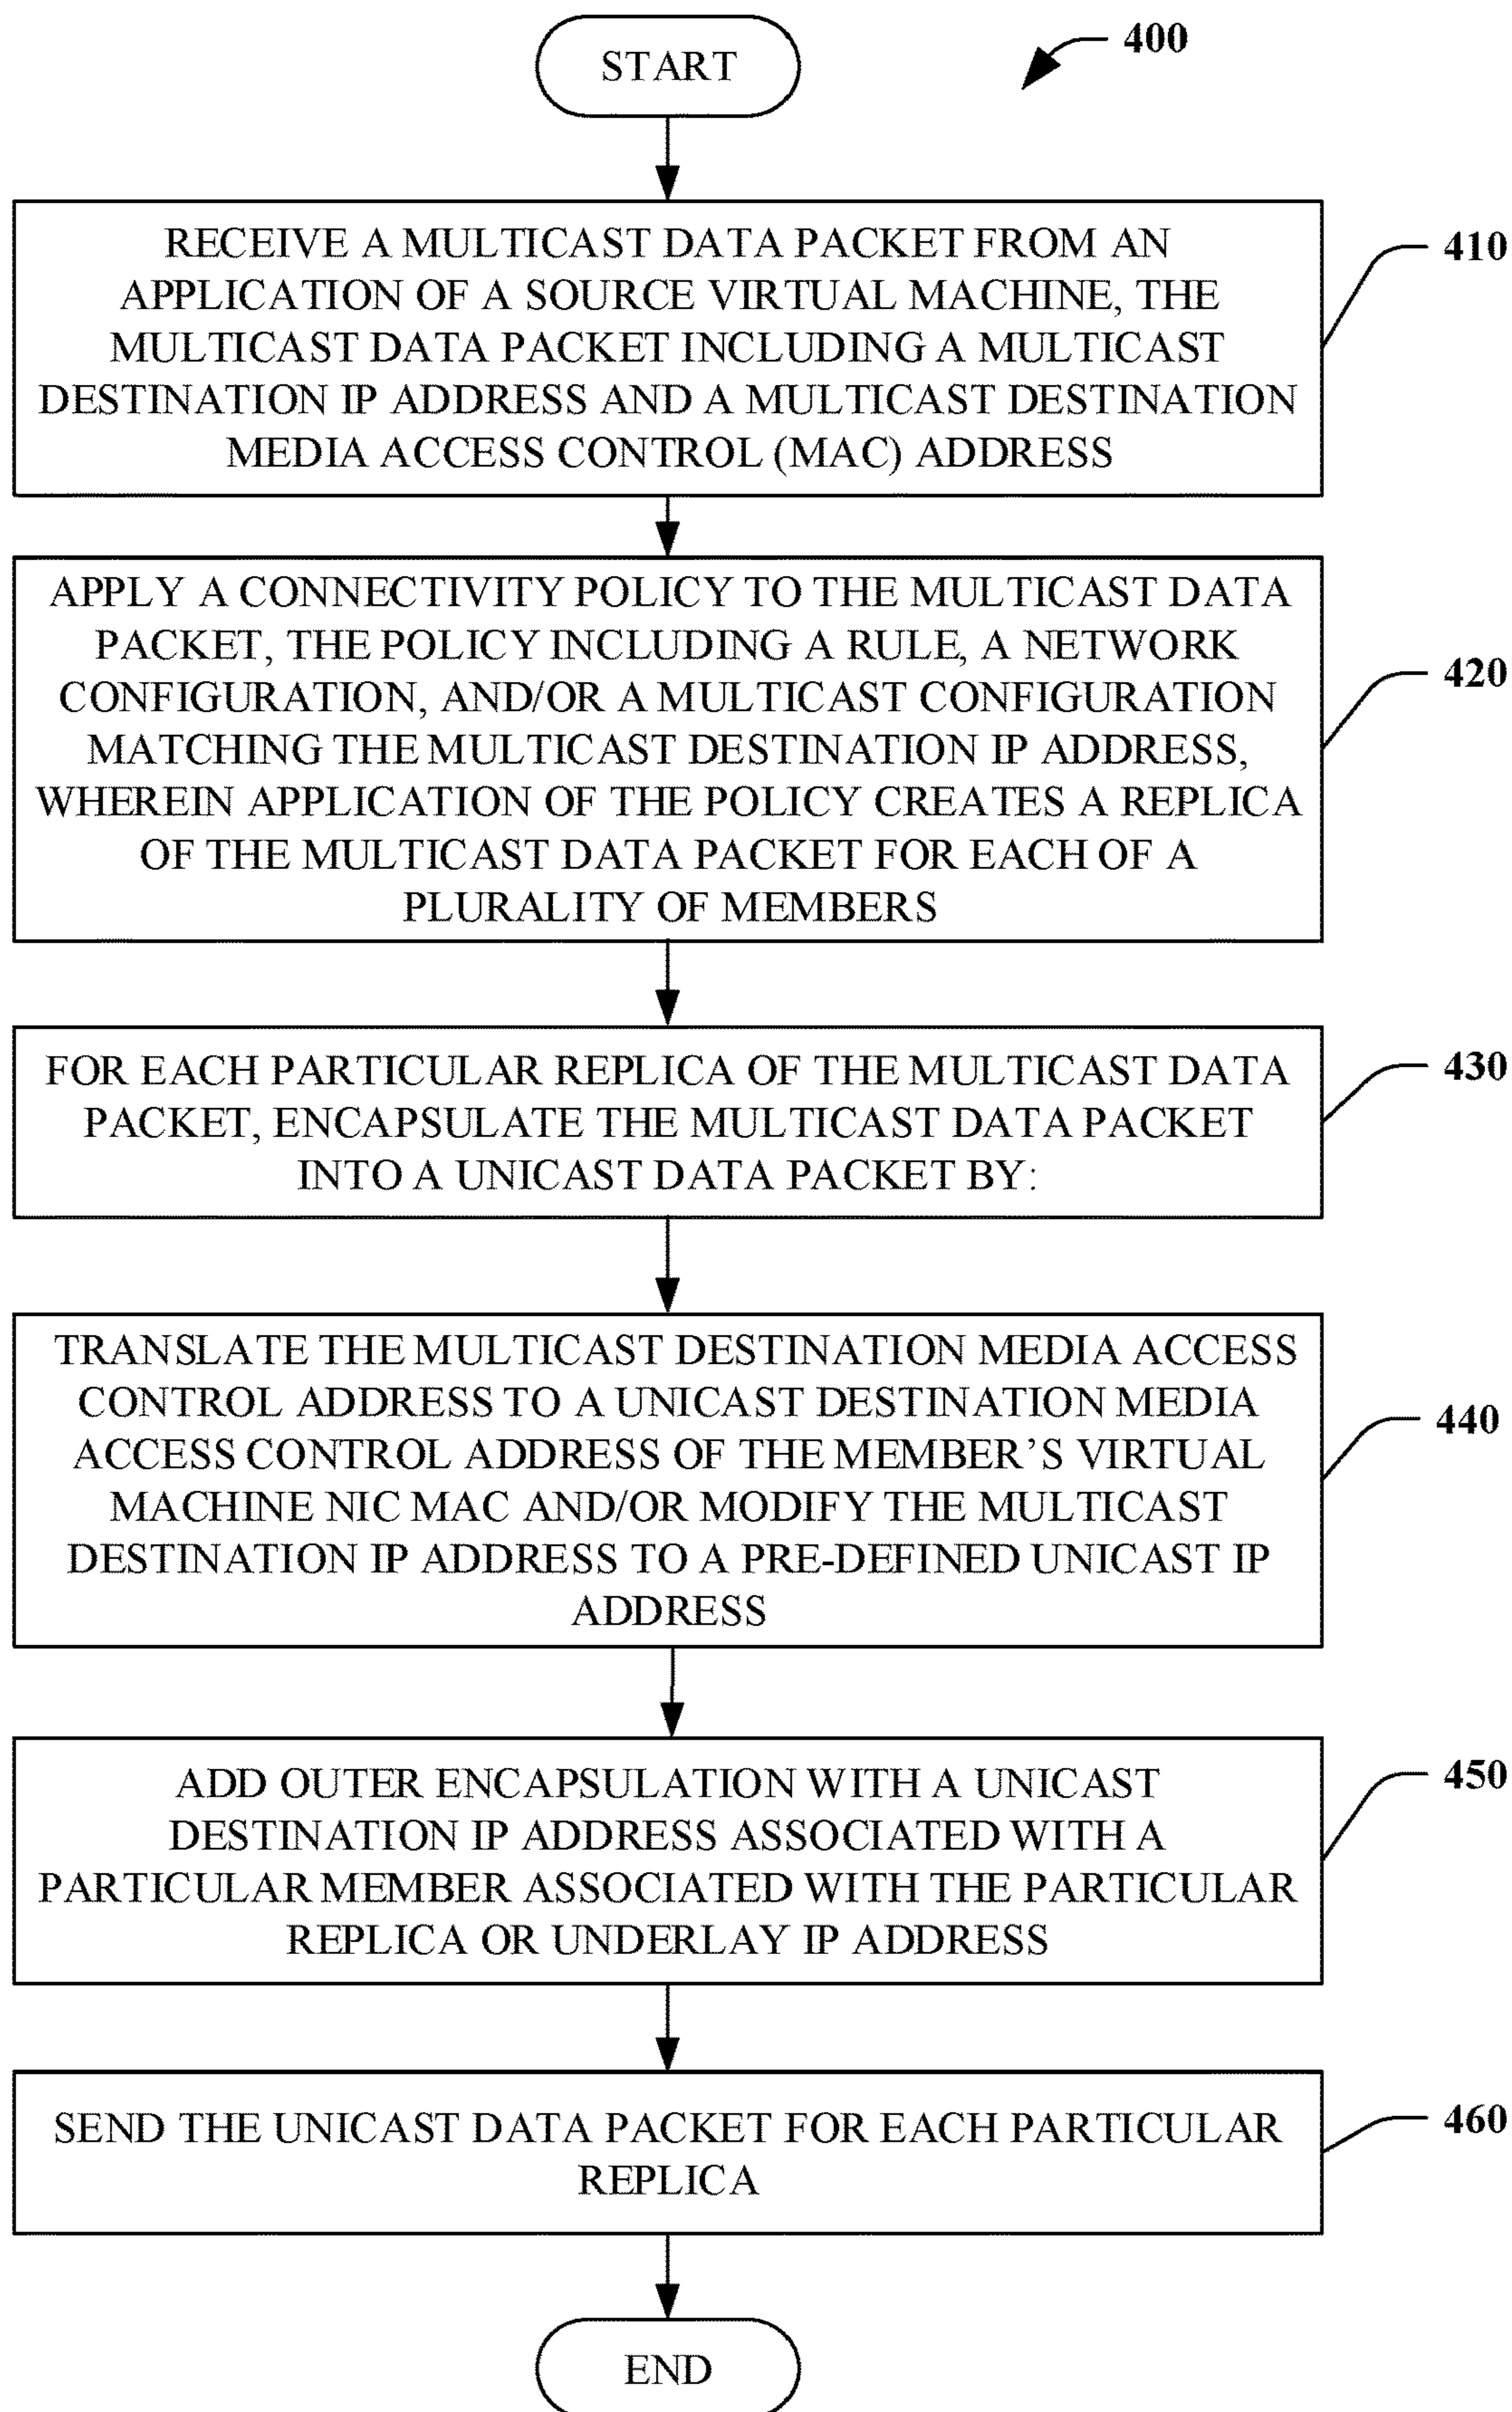 START
400
RECEIVE A MULTICAST DATA PACKET FROM AN
APPLICATION OF A SOURCE VIRTUAL MACHINE, THE
MULTICAST DATA PACKET INCLUDING A MULTICAST
DESTINATION IP ADDRESS AND A MULTICAST DESTINATION
MEDIA ACCESS CONTROL (MAC) ADDRESS
410
APPLY A CONNECTIVITY POLICY TO THE MULTICAST DATA
PACKET, THE POLICY INCLUDING A RULE, A NETWORK
CONFIGURATION, AND/OR A MULTICAST CONFIGURATION
MATCHING THE MULTICAST DESTINATION IP ADDRESS,
WHEREIN APPLICATION OF THE POLICY CREATES A REPLICA
OF THE MULTICAST DATA PACKET FOR EACH OF A
PLURALITY OF MEMBERS
420
FOR EACH PARTICULAR REPLICA OF THE MULTICAST DATA
PACKET, ENCAPSULATE THE MULTICAST DATA PACKET
INTO A UNICAST DATA PACKET BY:
430
TRANSLATE THE MULTICAST DESTINATION MEDIA ACCESS
CONTROL ADDRESS TO A UNICAST DESTINATION MEDIA
ACCESS CONTROL ADDRESS OF THE MEMBER'S VIRTUAL
MACHINE NIC MAC AND/OR MODIFY THE MULTICAST
DESTINATION IP ADDRESS TO A PRE-DEFINED UNICAST IP
ADDRESS
440
ADD OUTER ENCAPSULATION WITH A UNICAST
DESTINATION IP ADDRESS ASSOCIATED WITH A
PARTICULAR MEMBER ASSOCIATED WITH THE PARTICULAR
REPLICA OR UNDERLAY IP ADDRESS
450
SEND THE UNICAST DATA PACKET FOR EACH PARTICULAR
REPLICA
460
END